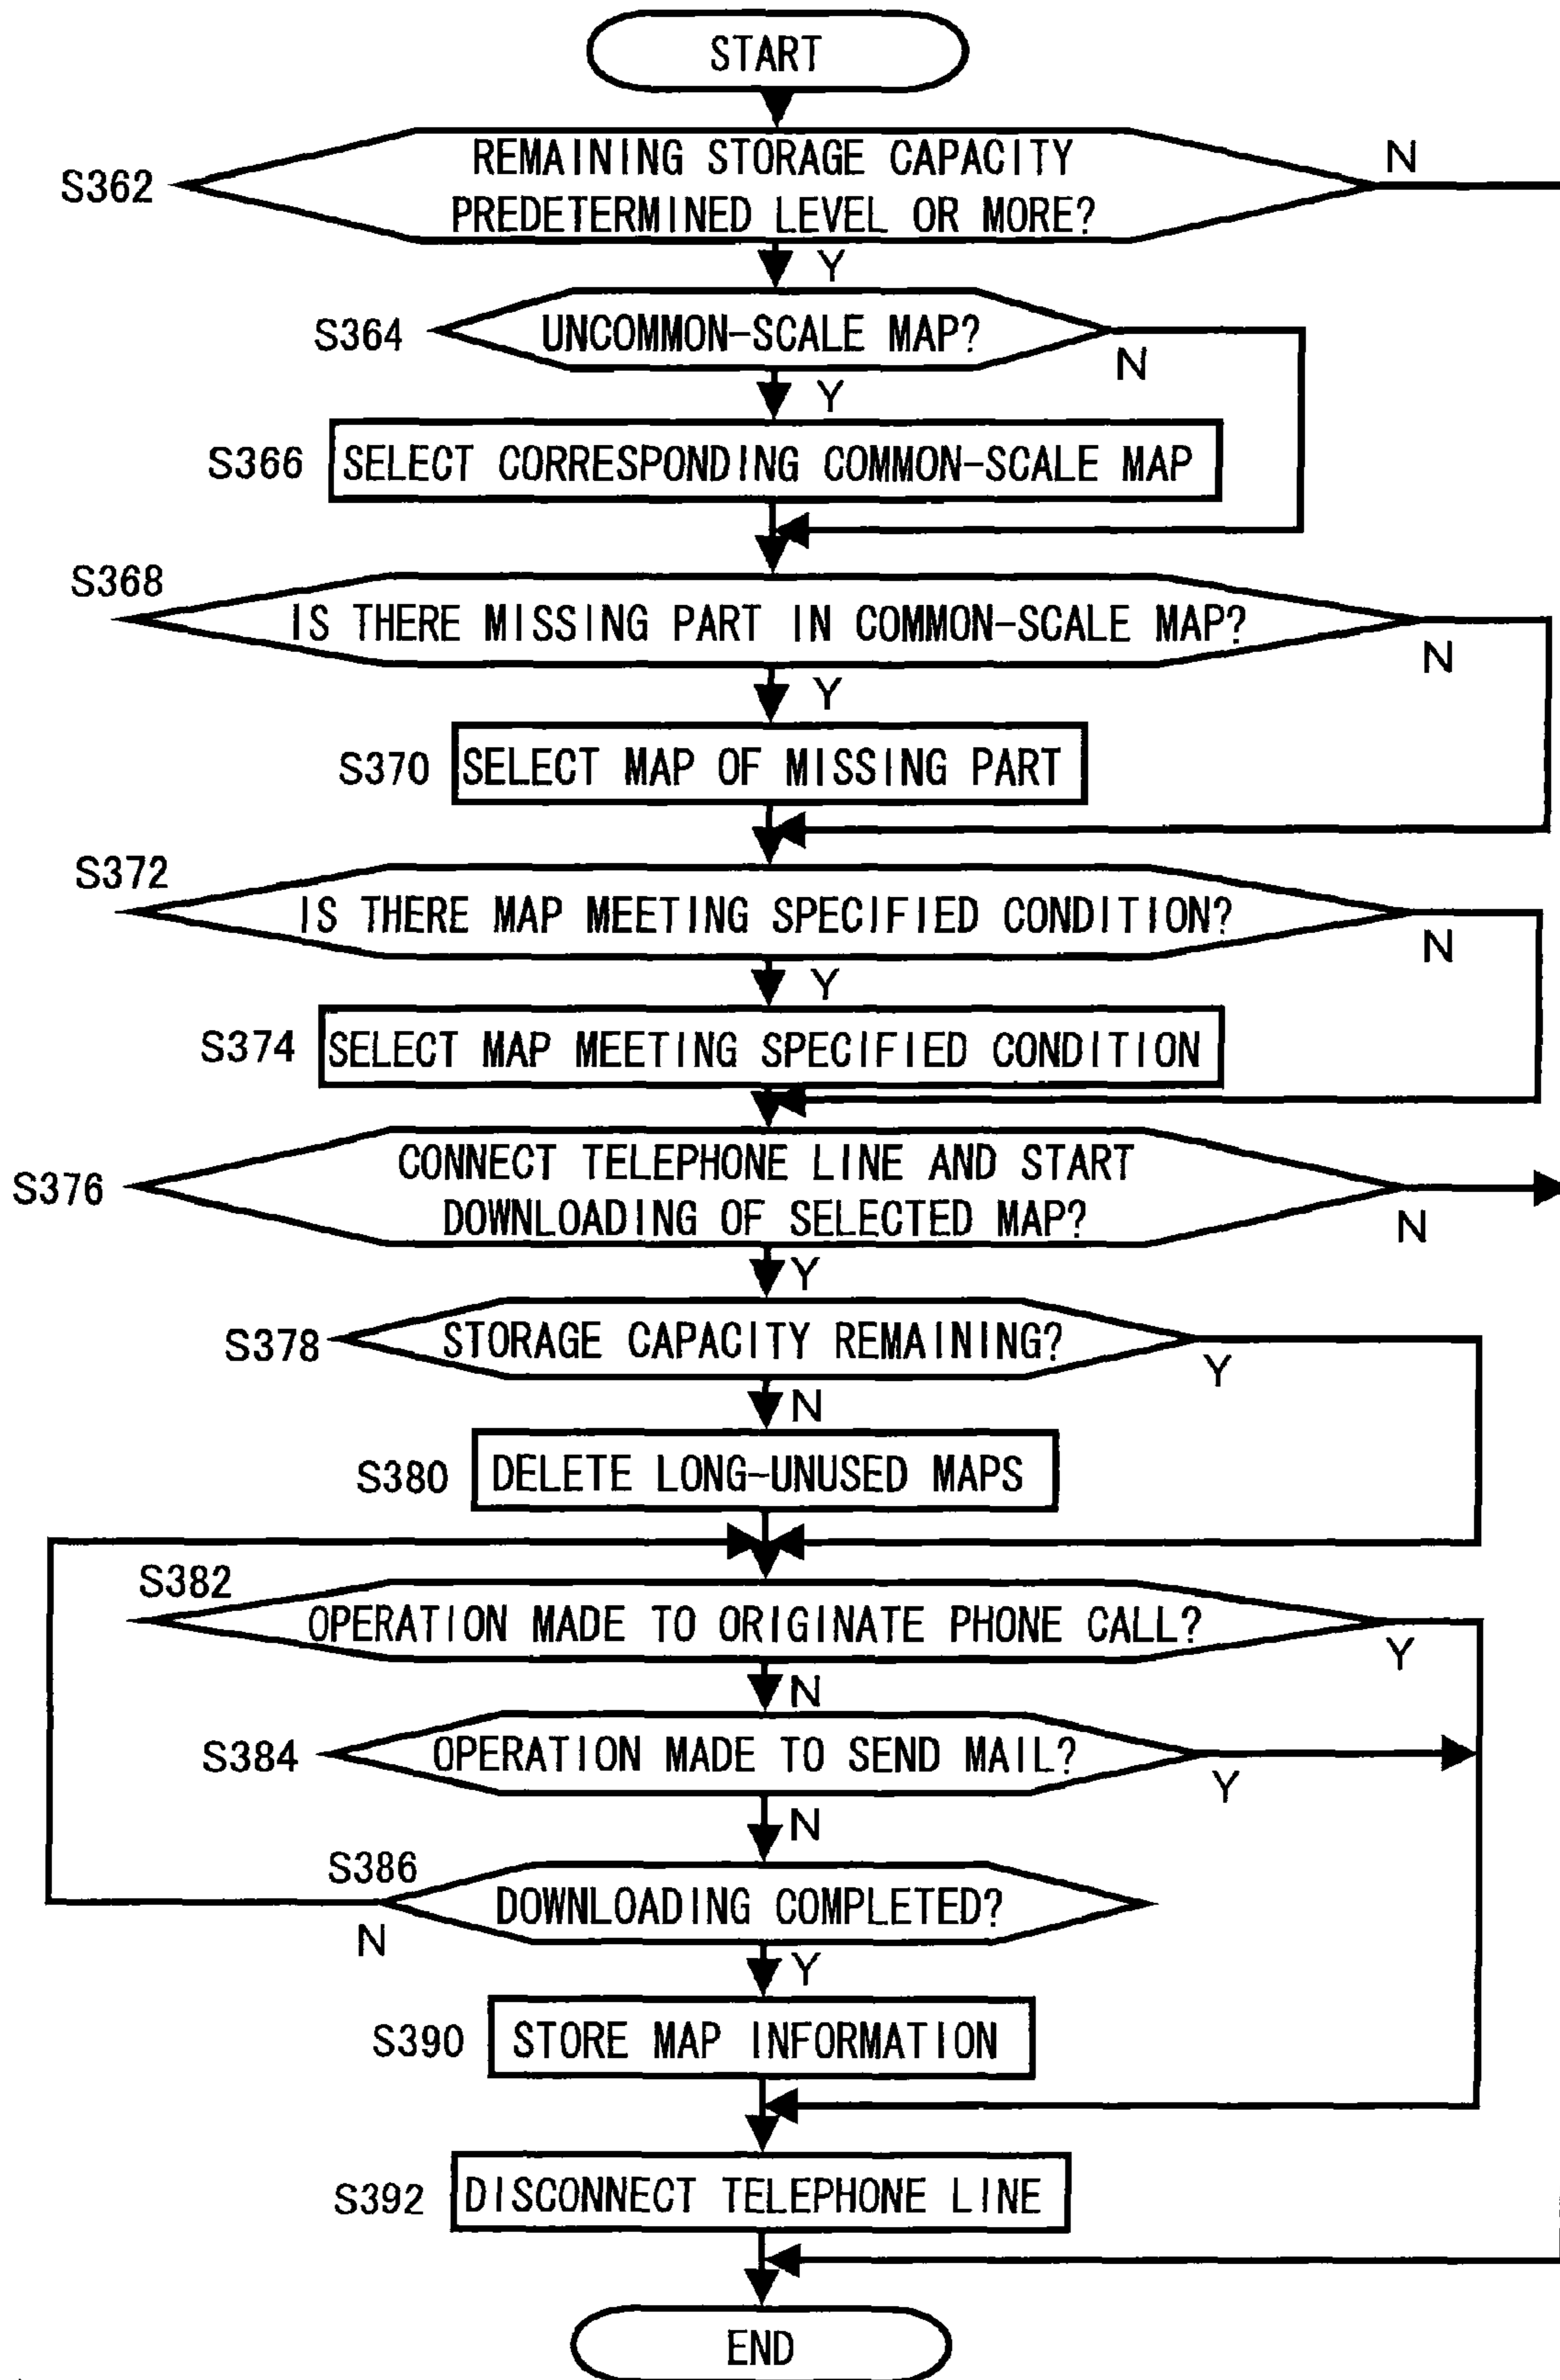 START
REMAINING STORAGE CAPACITY
PREDETERMINED LEVEL OR MORE?
S362
N
Y
S364
UNCOMMON-SCALE MAP?
N
Y
S366
SELECT CORRESPONDING COMMON-SCALE MAP
S368
IS THERE MISSING PART IN COMMON-SCALE MAP?
N
Y
S370
SELECT MAP OF MISSING PART
S372
IS THERE MAP MEETING SPECIFIED CONDITION?
N
Y
S374
SELECT MAP MEETING SPECIFIED CONDITION
S376
CONNECT TELEPHONE LINE AND START
DOWNLOADING OF SELECTED MAP?
N
Y
S378
STORAGE CAPACITY REMAINING?
Y
N
S380
DELETE LONG-UNUSED MAPS
S382
OPERATION MADE TO ORIGINATE PHONE CALL?
Y
N
S384
OPERATION MADE TO SEND MAIL?
Y
N
S386
DOWNLOADING COMPLETED?
N
Y
S390
STORE MAP INFORMATION
S392
DISCONNECT TELEPHONE LINE
END